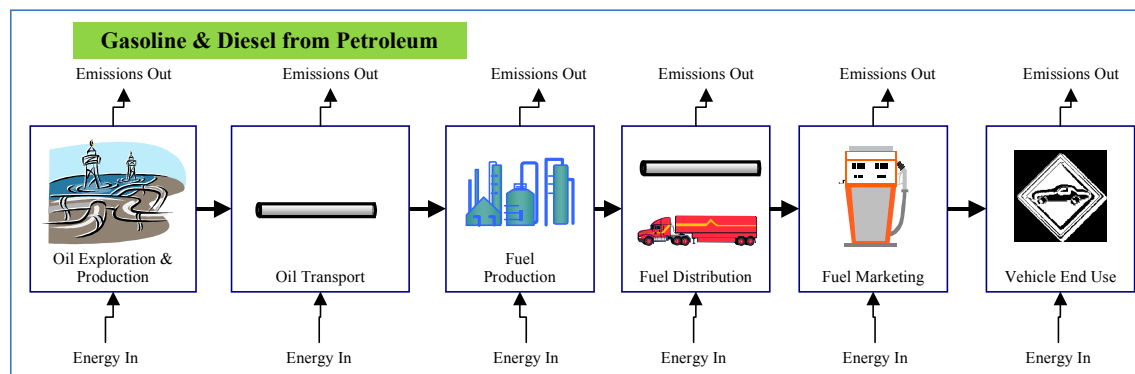 Gasoline & Diesel from Petroleum
Emissions Out
Emissions Out
Emissions Out
Emissions Out
Emissions Out
Emissions Out
Oil Exploration &
Production
Oil Transport
Fuel
Production
Fuel Distribution
Fuel Marketing
Vehicle End Use
Energy In
Energy In
Energy In
Energy In
Energy In
Energy In